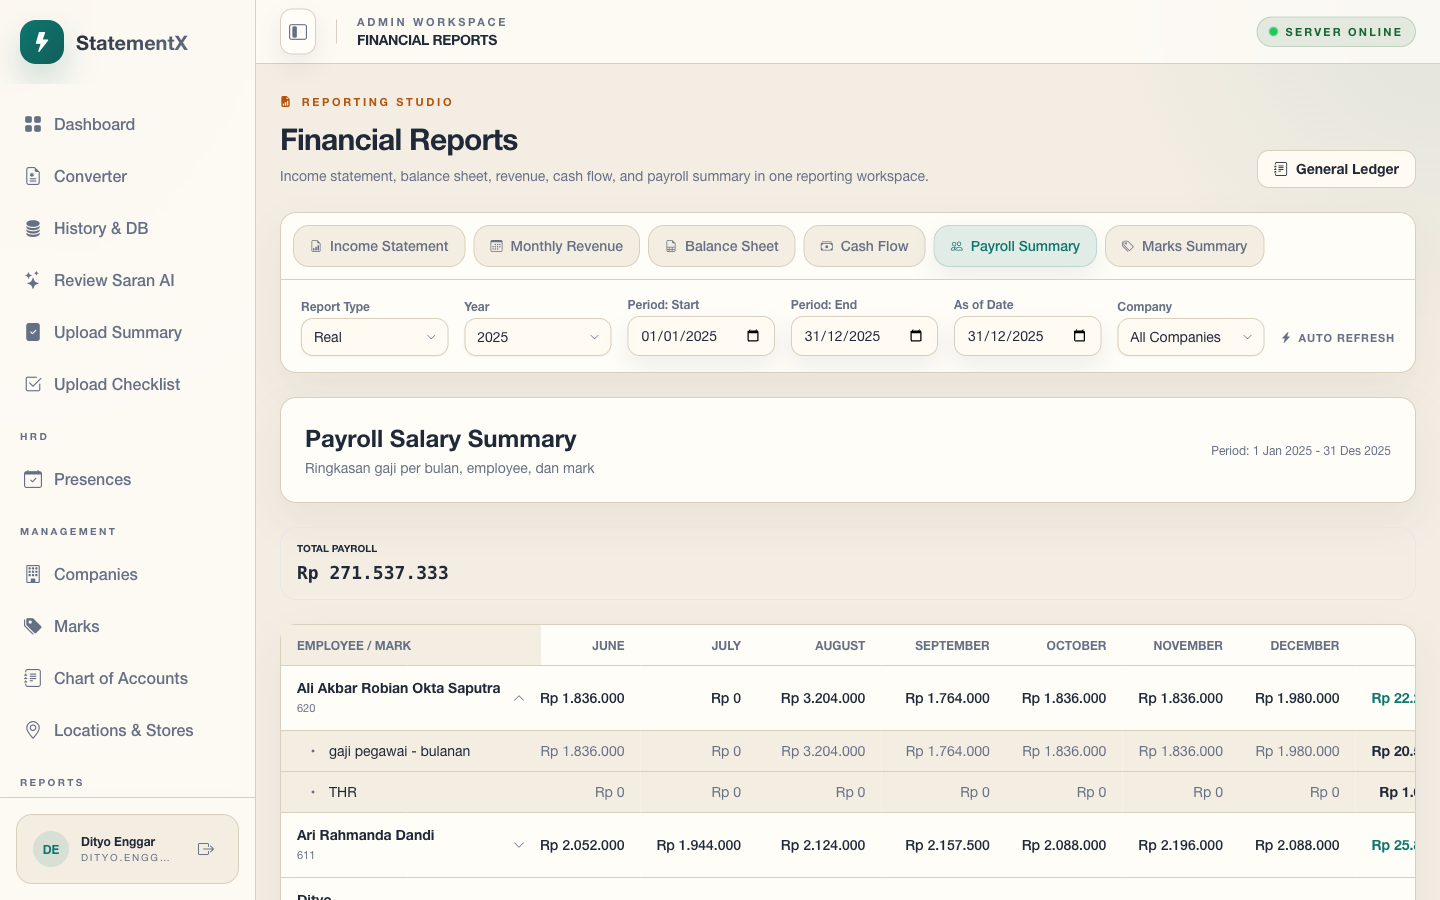 StatementX
Dashboard
Converter
History & DB
Review Saran AI
Upload Summary
Upload Checklist
HRD
Presences
MANAGEMENT
Companies
Marks
Chart of Accounts
Locations & Stores
REPORTS
DE
Dityo Enggar
DITYO.ENGG...
ADMIN WORKSPACE
FINANCIAL REPORTS
SERVER ONLINE
REPORTING STUDIO
Financial Reports
Income statement, balance sheet, revenue, cash flow, and payroll summary in one reporting workspace.
General Ledger
Income Statement Monthly Revenue Balance Sheet Cash Flow Payroll Summary Marks Summary
Report Type Year Period: Start Period: End As of Date Company
Real 2025 01/01/2025 31/12/2025 31/12/2025 All Companies AUTO REFRESH
Payroll Salary Summary
Ringkasan gaji per bulan, employee, dan mark
Period: 1 Jan 2025 - 31 Des 2025
TOTAL PAYROLL
Rp 271.537.333
EMPLOYEE / MARK JUNE JULY AUGUST SEPTEMBER OCTOBER NOVEMBER DECEMBER
Ali Akbar Robian Okta Saputra Rp 1.836.000 Rp 0 Rp 3.204.000 Rp 1.764.000 Rp 1.836.000 Rp 1.836.000 Rp 1.980.000 Rp 22.
620
• gaji pegawai - bulanan Rp 1.836.000 Rp 0 Rp 3.204.000 Rp 1.764.000 Rp 1.836.000 Rp 1.836.000 Rp 1.980.000 Rp 20.
• THR Rp 0 Rp 0 Rp 0 Rp 0 Rp 0 Rp 0 Rp 0 Rp 1.
Ari Rahmanda Dandi Rp 2.052.000 Rp 1.944.000 Rp 2.124.000 Rp 2.157.500 Rp 2.088.000 Rp 2.196.000 Rp 2.088.000 Rp 25.
611
Dityo